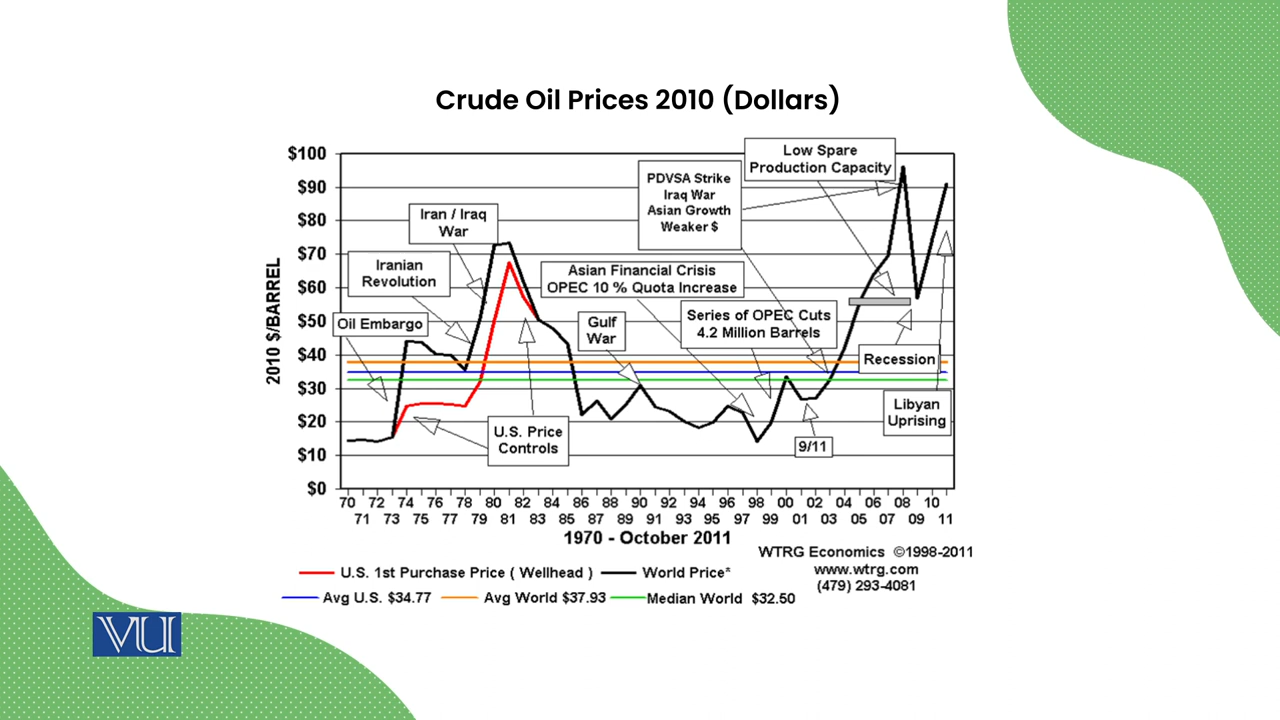 Crude Oil Prices 2010 (Dollars)
Low Spare
Production Capacity
PDVSA Strike
Iraq War
Asian Growth
Weaker $
Iran / Iraq
War
Iranian
Revolution
Oil Embargo
Asian Financial Crisis
OPEC 10 % Quota Increase
Gulf
War
Series of OPEC Cuts
4.2 Million Barrels
Recession
Libyan
Uprising
U.S. Price
Controls
9/11
2010 $/BARREL
$100
$90
$80
$70
$60
$50
$40
$30
$20
$10
$0
70 72 74 76 78 80 82 84 86 88 90 92 94 96 98 00 02 04 06 08 10
71 73 75 77 79 81 83 85 87 89 91 93 95 97 99 01 03 05 07 09 11
1970 - October 2011
WTRG Economics ©1998-2011
www.wtrg.com
(479) 293-4081
U.S. 1st Purchase Price ( Wellhead ) World Price*
Avg U.S. $34.77 Avg World $37.93 Median World $32.50
VU